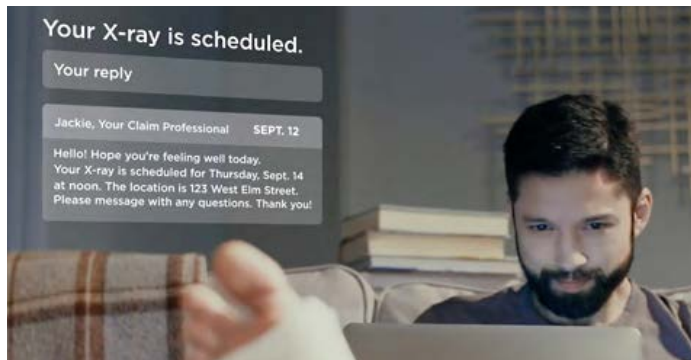 Your X-ray is scheduled.
Your reply
Jackie, Your Claim Professional SEPT. 12
Hello! Hope you're feeling well today.
Your X-ray is scheduled for Thursday, Sept. 14
at noon. The location is 123 West Elm Street.
Please message with any questions. Thank you!